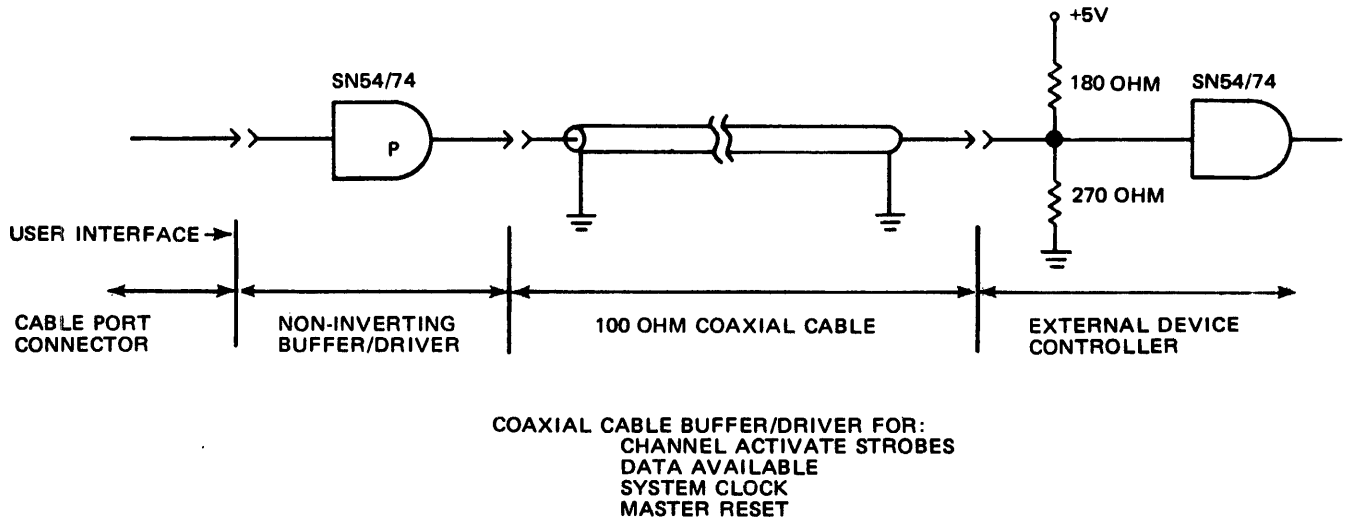 +5V
SN54/74
180 OHM
SN54/74
P
270 OHM
USER INTERFACE
CABLE PORT
CONNECTOR
NON-INVERTING
BUFFER/DRIVER
100 OHM COAXIAL CABLE
EXTERNAL DEVICE
CONTROLLER
COAXIAL CABLE BUFFER/DRIVER FOR:
CHANNEL ACTIVATE STROBES
DATA AVAILABLE
SYSTEM CLOCK
MASTER RESET